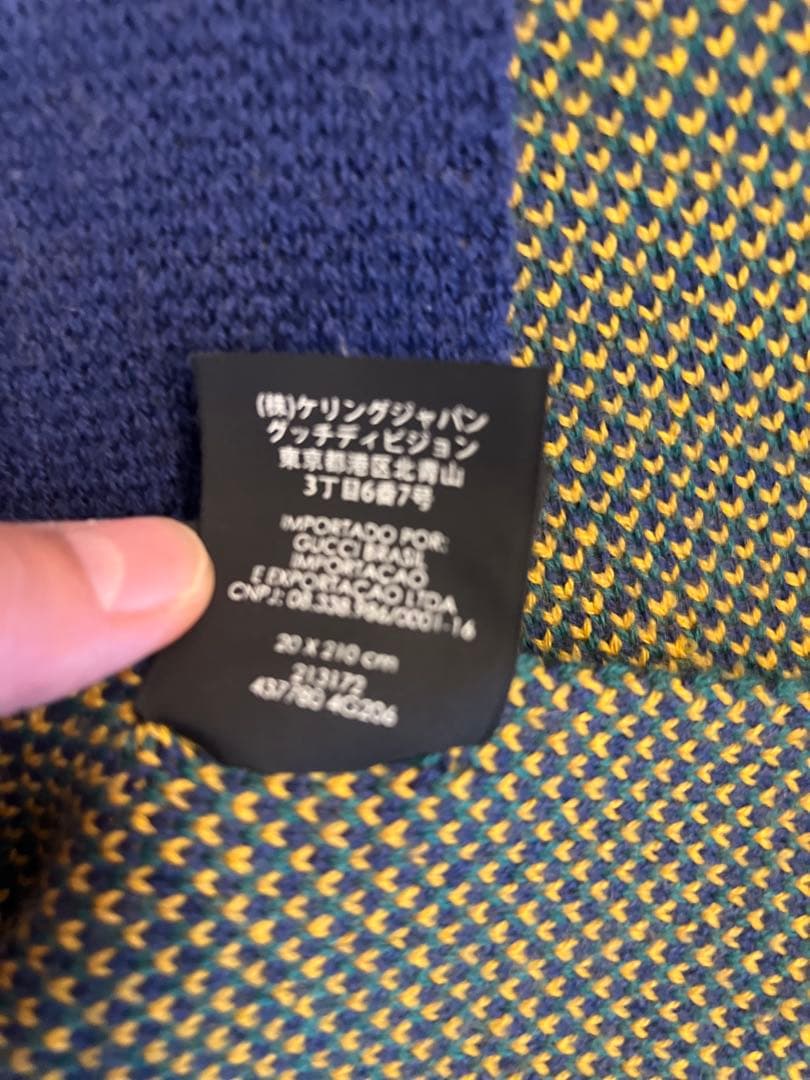 (株)ケリングジャパン
グッチディビジョン
東京都港区北青山
3丁目6番7号
IMPORTADO POR:
GUCCI BRASIL
IMPORTACAO
E EXPORTACAO LTDA
CNPJ: 08.338.966/0001-16
20 X 210 cm
213172
437780 4G206